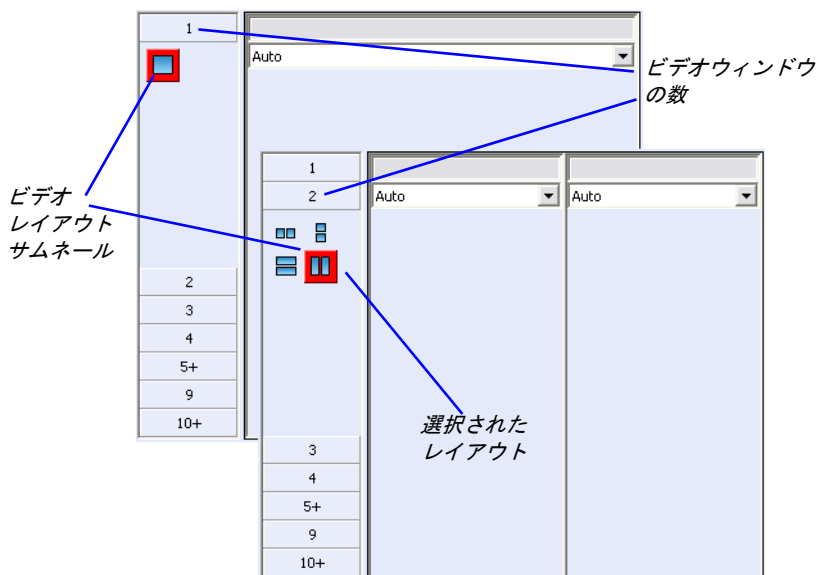 1
Auto
ビデオウィンドウ
の数
1
2
Auto
Auto
ビデオ
レイアウト
サムネール
2
3
4
5+
9
10+
選択された
レイアウト
3
4
5+
9
10+